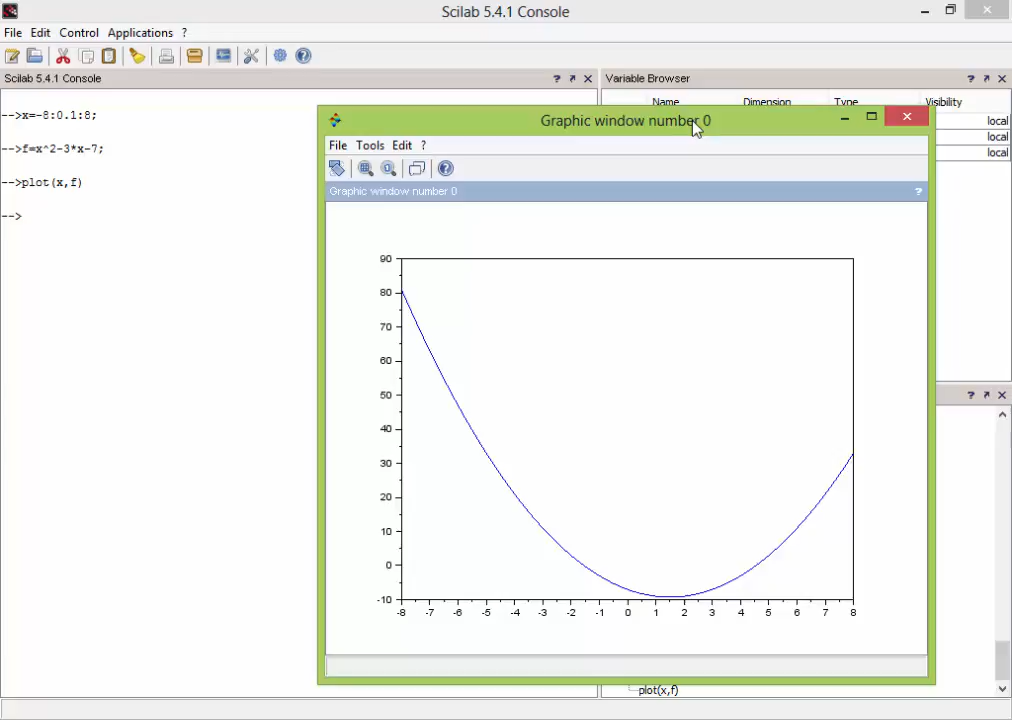 Scilab 5.4.1 Console
File Edit Control Applications ?
Scilab 5.4.1 Console ? Variable Browser ?
Name Dimension Type Visibility
-->x=-8:0.1:8;
local
local
local
-->f=x^2-3*x-7;
-->plot(x,f)
-->
Graphic window number 0
File Tools Edit ?
Graphic window number 0 ?
90
80
70
60
50
40
30
20
10
0
-10
-8 -7 -6 -5 -4 -3 -2 -1 0 1 2 3 4 5 6 7 8
?
plot(x,f)